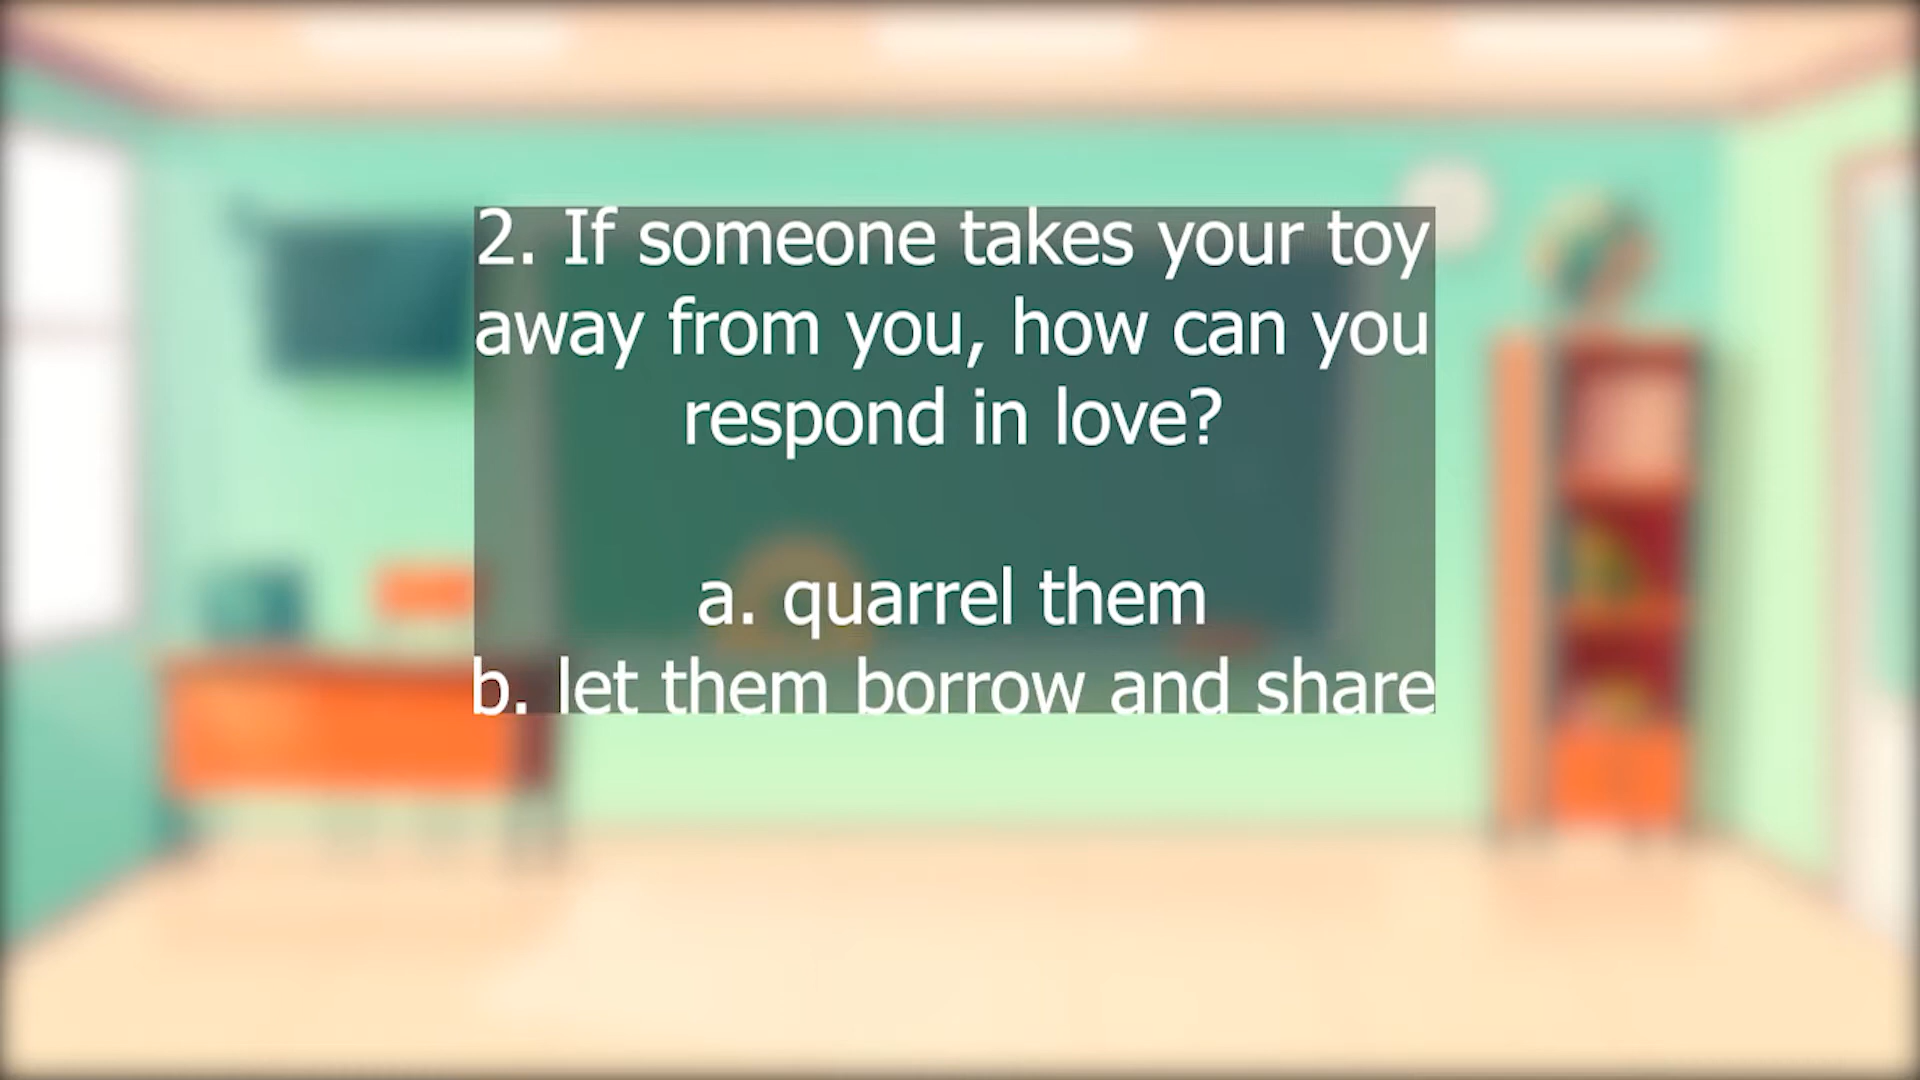 2. If someone takes your toy
away from you, how can you
respond in love?
a. quarrel them
b. let them borrow and share